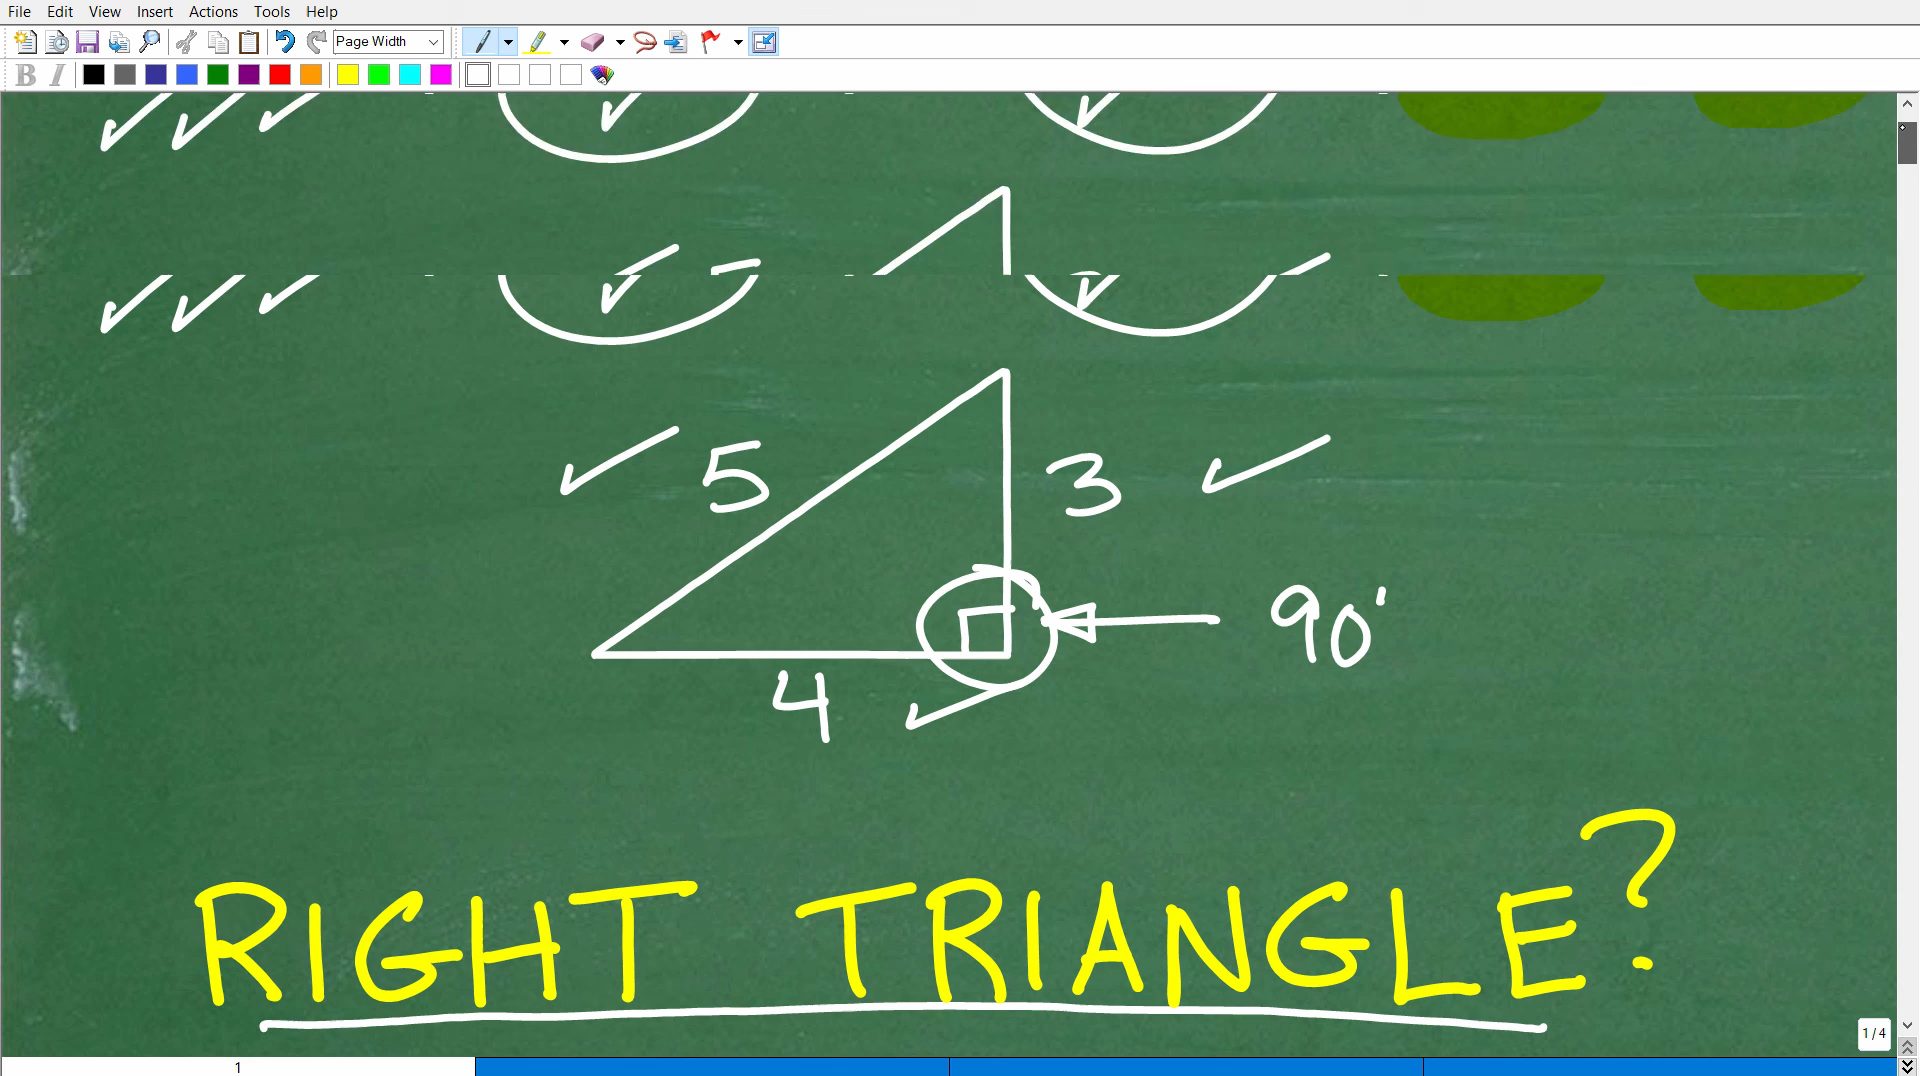 File Edit View Insert Actions Tools Help
Page Width
B I
5 3
90°
4
RIGHT TRIANGLE?
1 / 4
1